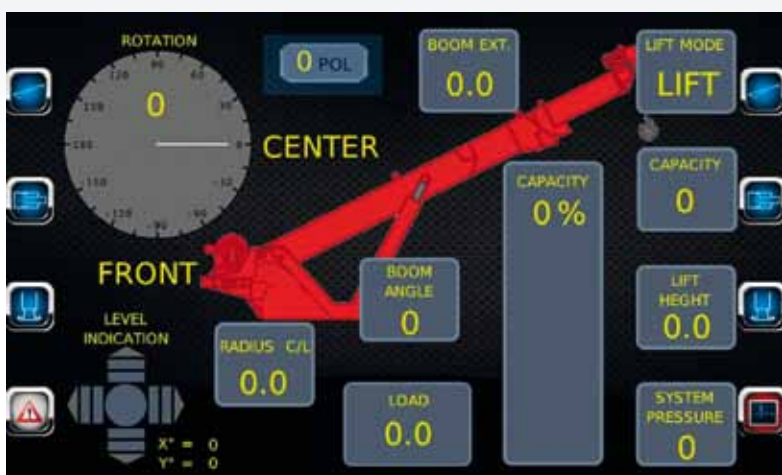 ROTATION
0
0 POL
BOOM EXT.
0.0
LIFT MODE
LIFT
CENTER
CAPACITY
0 %
CAPACITY
0
FRONT
BOOM
ANGLE
0
LIFT
HEGHT
0.0
LEVEL
INDICATION
RADIUS C/L
0.0
LOAD
0.0
SYSTEM
PRESSURE
0
X° = 0
Y° = 0